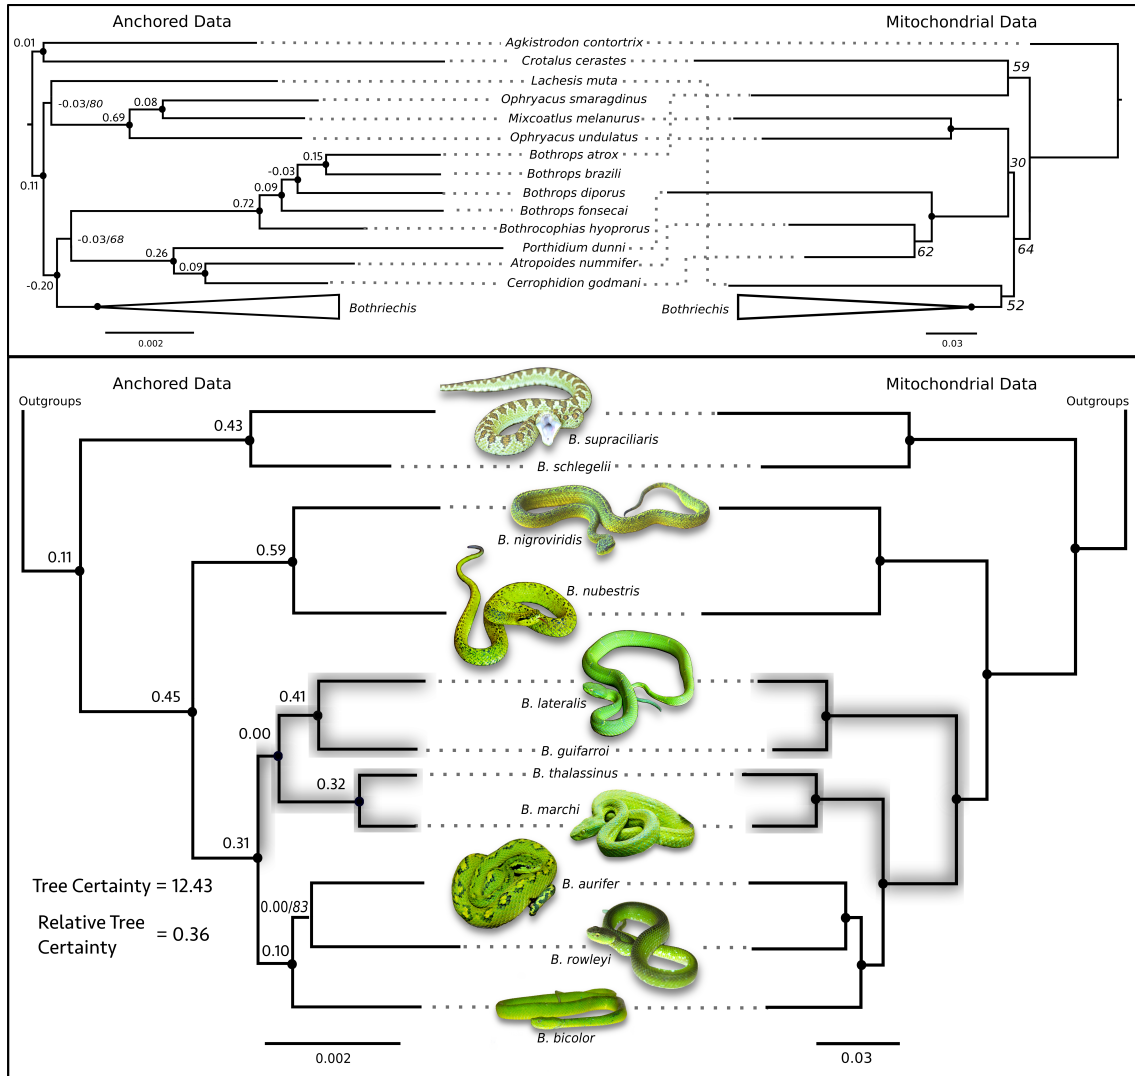 Anchored Data
Mitochondrial Data
0.01
Agkistrodon contortrix
Crotalus cerastes
59
Lachesis muta
-0.03/80
0.08
Ophryacus smaragdinus
0.69
Mixcoatlus melanurus
Ophryacus undulatus
0.15
Bothrops atrox
30
-0.03
Bothrops brazili
0.11
0.09
Bothrops diporus
0.72
Bothrops fonsecai
Bothrocophias hyoprorus
-0.03/68
0.26
Porthidium dunni
62
64
0.09
Atropoides nummifer
-0.20
Cerrophidion godmani
Bothriechis
Bothriechis
52
0.002
0.03
Anchored Data
Mitochondrial Data
Outgroups
Outgroups
0.43
B. supraciliaris
B. schlegelii
B. nigroviridis
0.11
0.59
B. nubestris
0.45
0.41
B. lateralis
0.00
B. guifarroi
0.32
B. thalassinus
B. marchi
0.31
Tree Certainty = 12.43
B. aurifer
0.00/83
Relative Tree
Certainty
= 0.36
0.10
B. rowleyi
B. bicolor
0.002
0.03